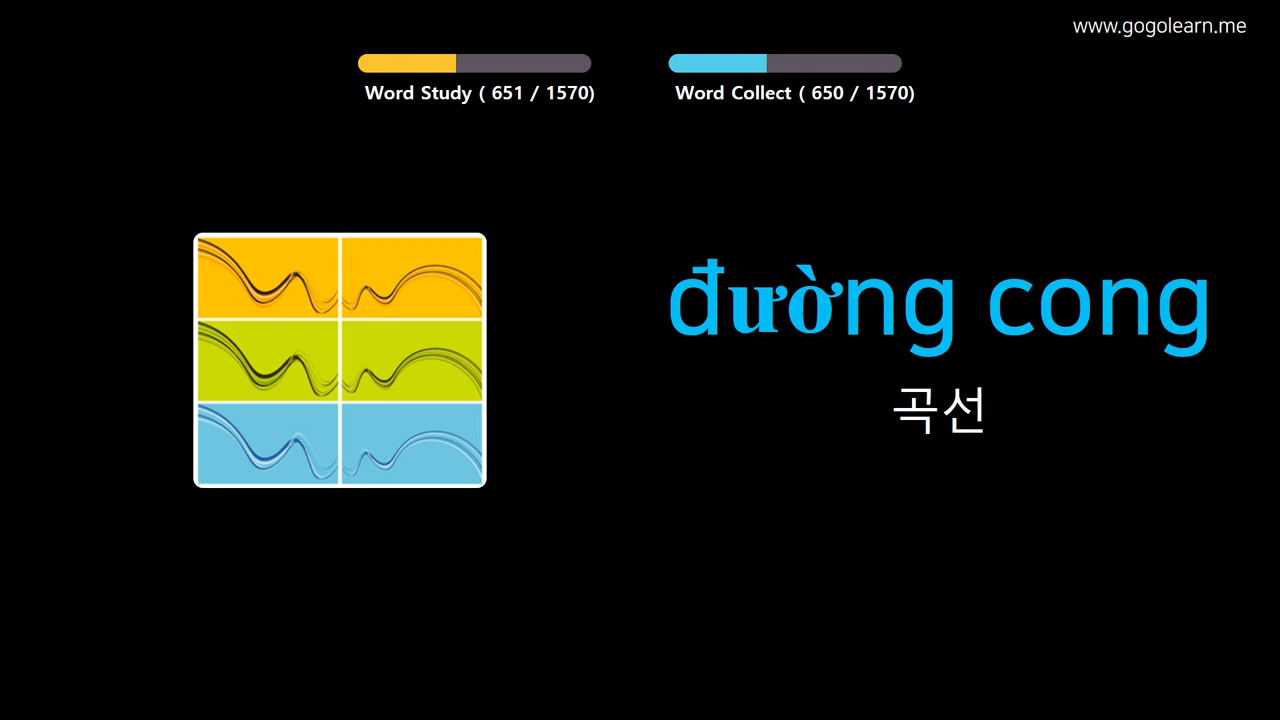 www.gogolearn.me
Word Study ( 651 / 1570)
Word Collect ( 650 / 1570)
đường cong
곡선